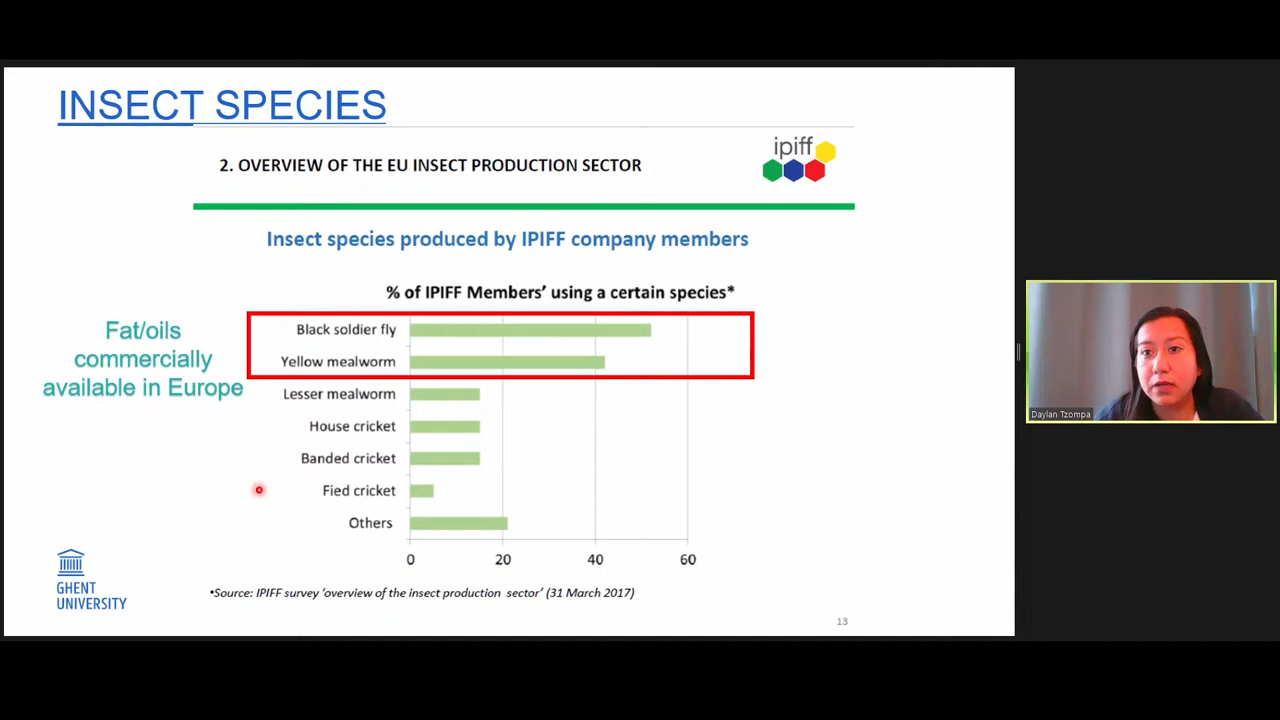 INSECT SPECIES
ipiff
2. OVERVIEW OF THE EU INSECT PRODUCTION SECTOR
Insect species produced by IPIFF company members
% of IPIFF Members' using a certain species*
Fat/oils
commercially
available in Europe
Black soldier fly
Yellow mealworm
Lesser mealworm
House cricket
Banded cricket
Fied cricket
Others
0 20 40 60
•Source: IPIFF survey 'overview of the insect production sector' (31 March 2017)
GHENT
UNIVERSITY
13
Daylan Tzompa